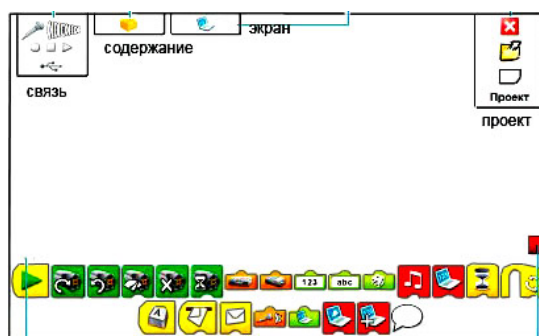 экран
содержание
связь
Проект
проект
123
abc
A